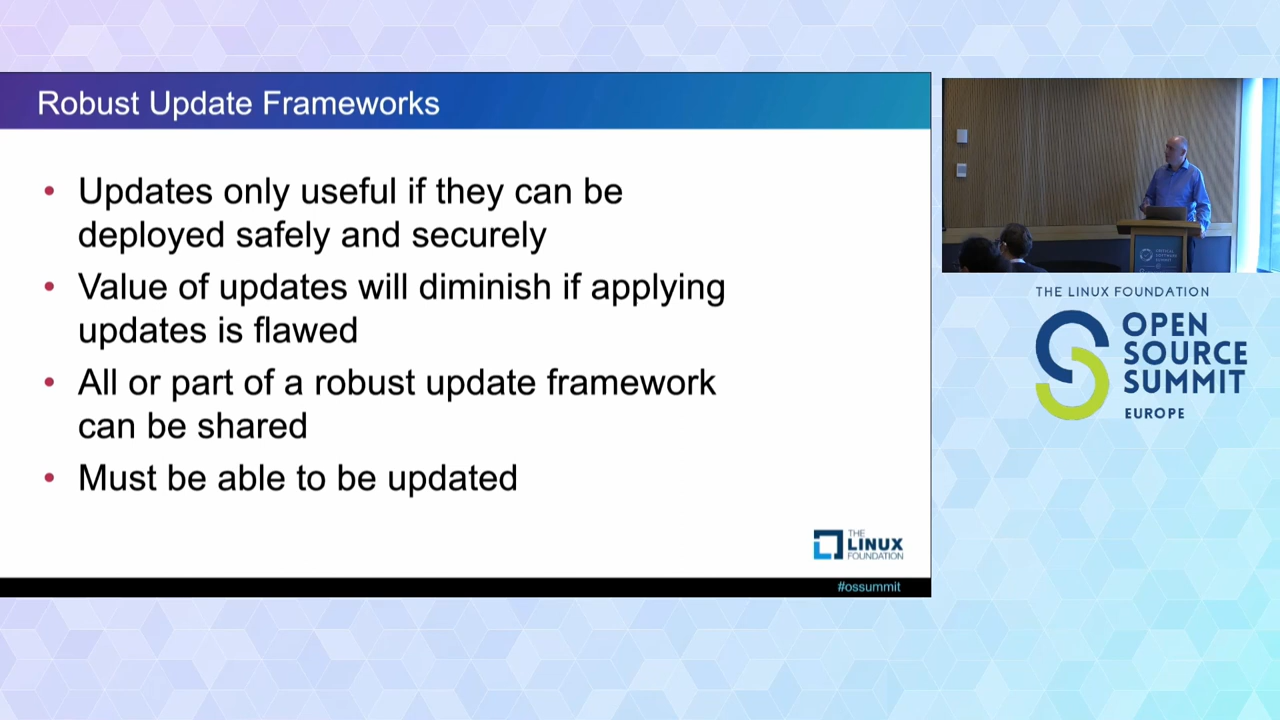 Robust Update Frameworks
• Updates only useful if they can be
deployed safely and securely
• Value of updates will diminish if applying
updates is flawed
• All or part of a robust update framework
can be shared
• Must be able to be updated
THE
LINUX
FOUNDATION
#ossummit
THE LINUX FOUNDATION
OPEN
SOURCE
SUMMIT
EUROPE